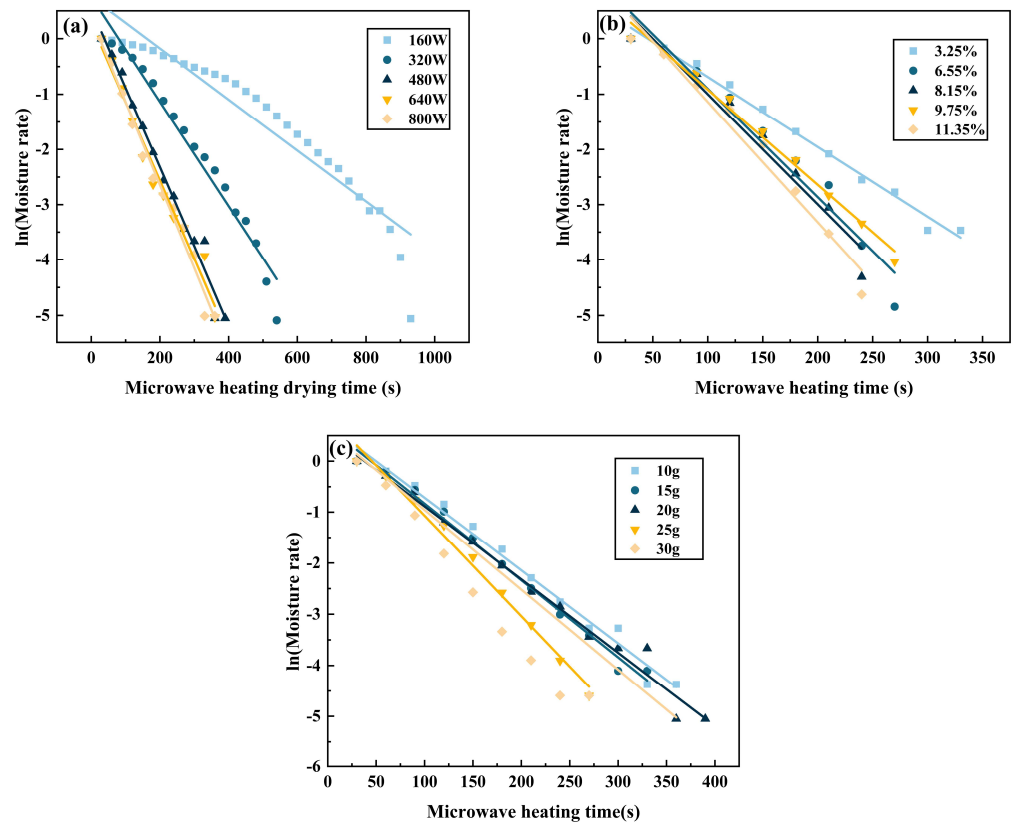 (a)
160W
320W
480W
640W
800W
0
-1
-2
-3
-4
-5
ln(Moisture rate)
0 200 400 600 800 1000
Microwave heating drying time (s)
(b)
3.25%
6.55%
8.15%
9.75%
11.35%
0
-1
-2
-3
-4
-5
ln(Moisture rate)
0 50 100 150 200 250 300 350
Microwave heating time (s)
(c)
10g
15g
20g
25g
30g
0
-1
-2
-3
-4
-5
-6
ln(Moisture rate)
0 50 100 150 200 250 300 350 400
Microwave heating time(s)